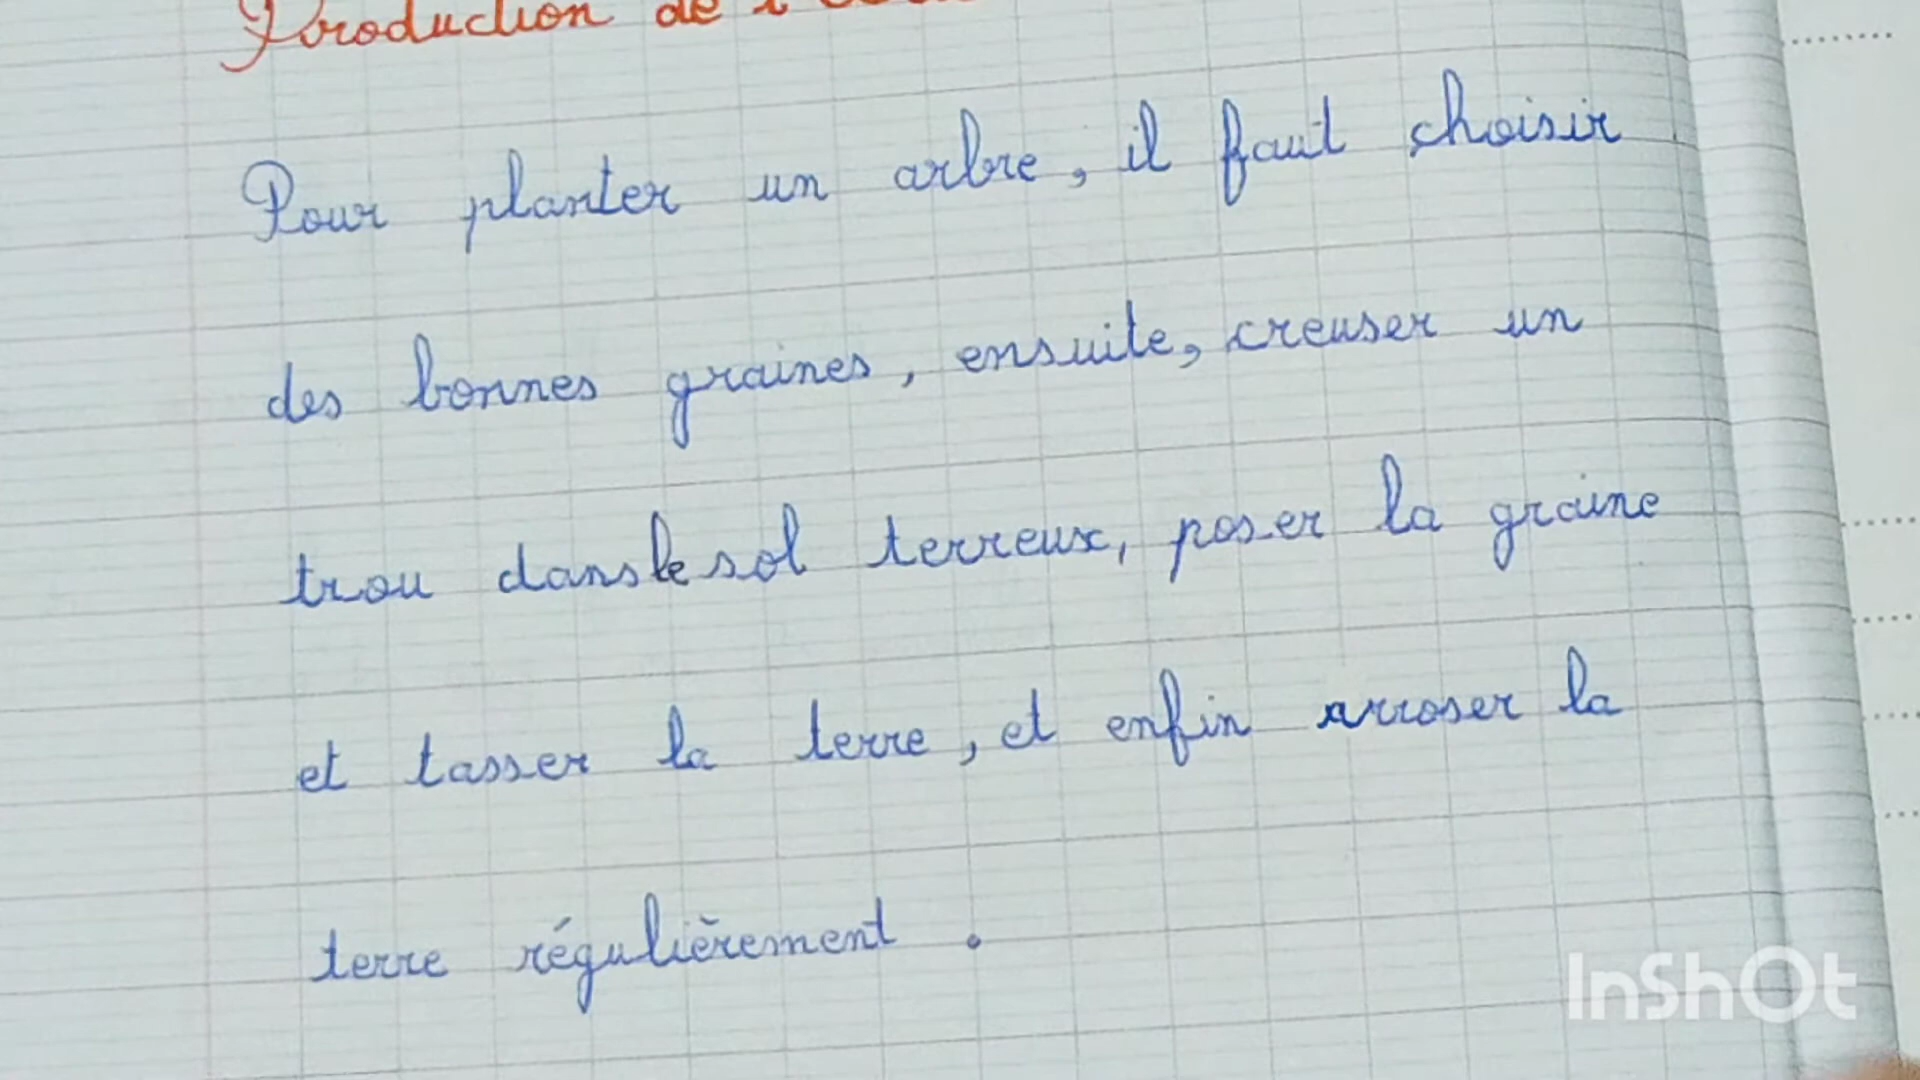 Production de l'
Pour planter un arbre, il faut choisir
des bonnes graines, ensuite, creuser un
trou dans le sol terreux, poser la graine
et tasser la terre, et enfin arroser la
terre régulièrement.
InShOt